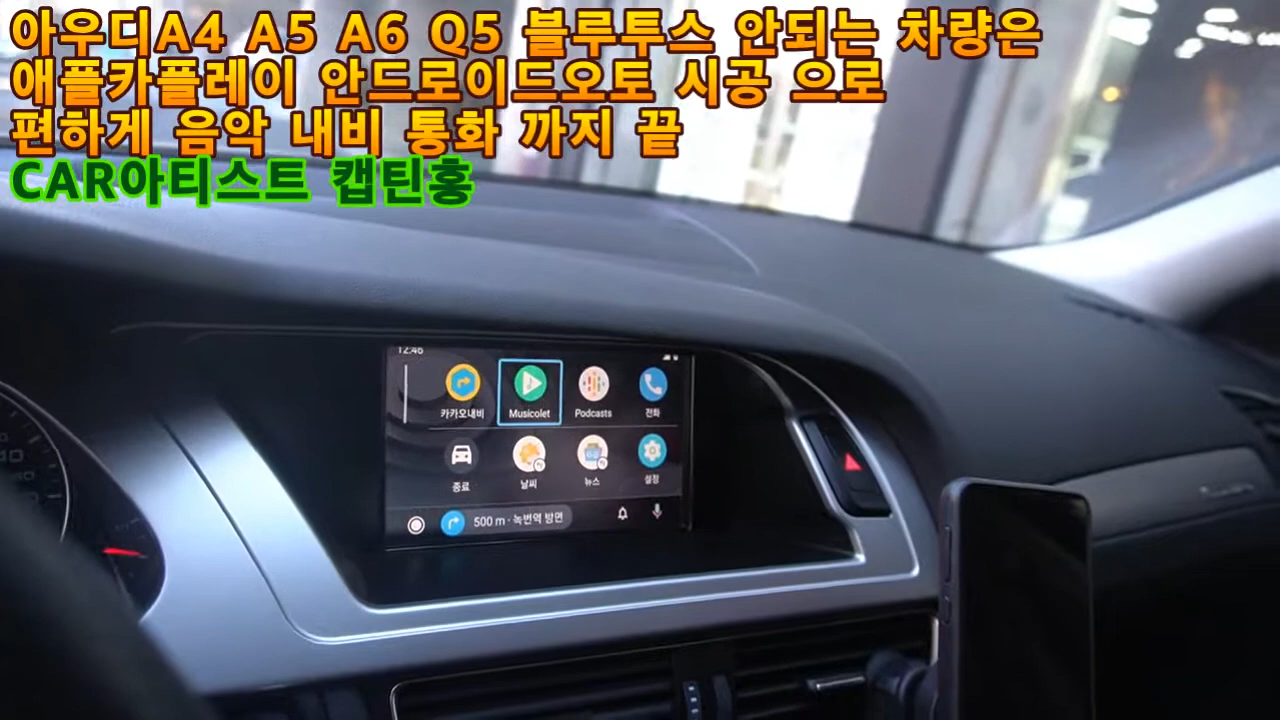 아우디A4 A5 A6 Q5 블루투스 안되는 차량은
애플카플레이 안드로이드오토 시공 으로
편하게 음악 내비 통화 까지 끝
CAR아티스트 캡틴홍
12:46
카카오내비 Musicolet Podcasts 전화
종료 날씨 뉴스 설정
500 m · 녹번역 방면